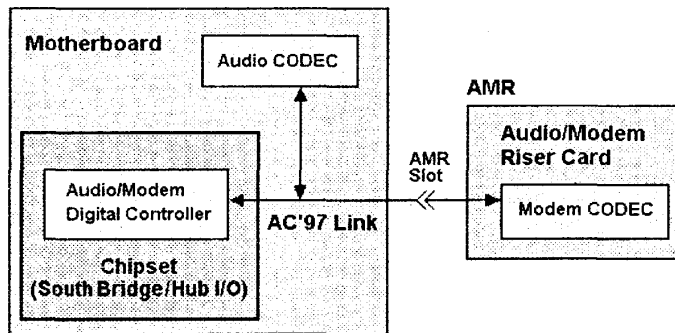 Motherboard
Audio CODEC
AMR
Audio/Modem
Riser Card
AMR
Slot
Audio/Modem
Digital Controller
Modem CODEC
AC'97 Link
Chipset
(South Bridge/Hub I/O)